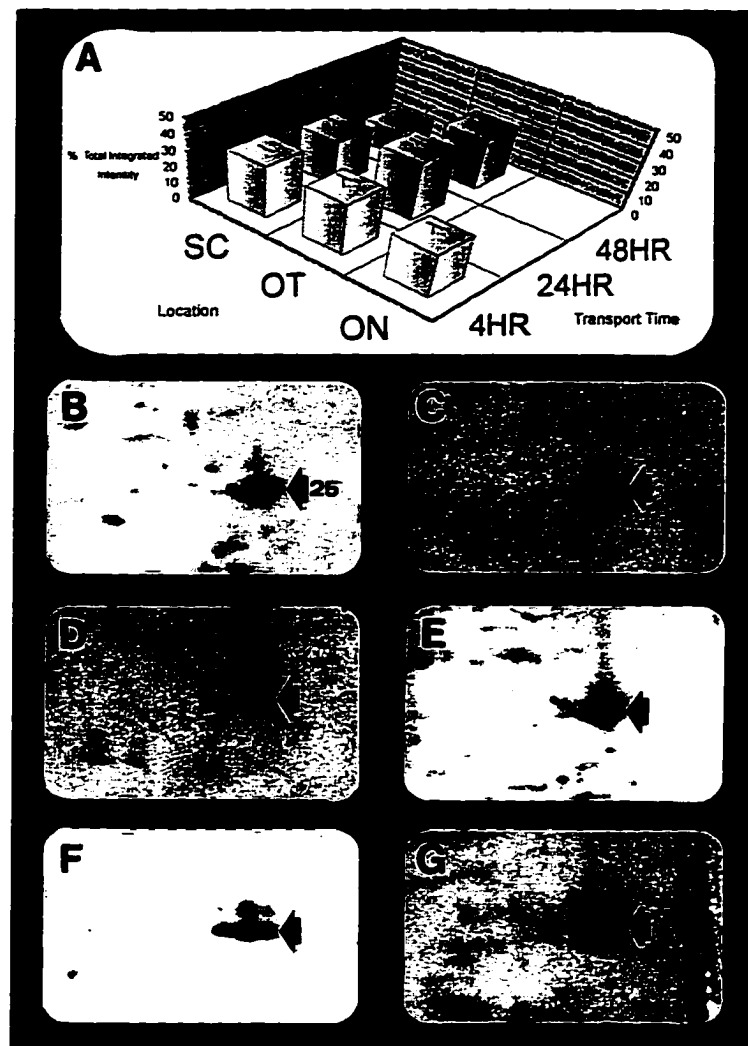 A
50
40
30
20
10
0
% Total Integrated
Intensity
50
40
30
20
10
0
SC
OT
ON
48HR
24HR
4HR
Location
Transport Time
B
25
C
D
E
F
G